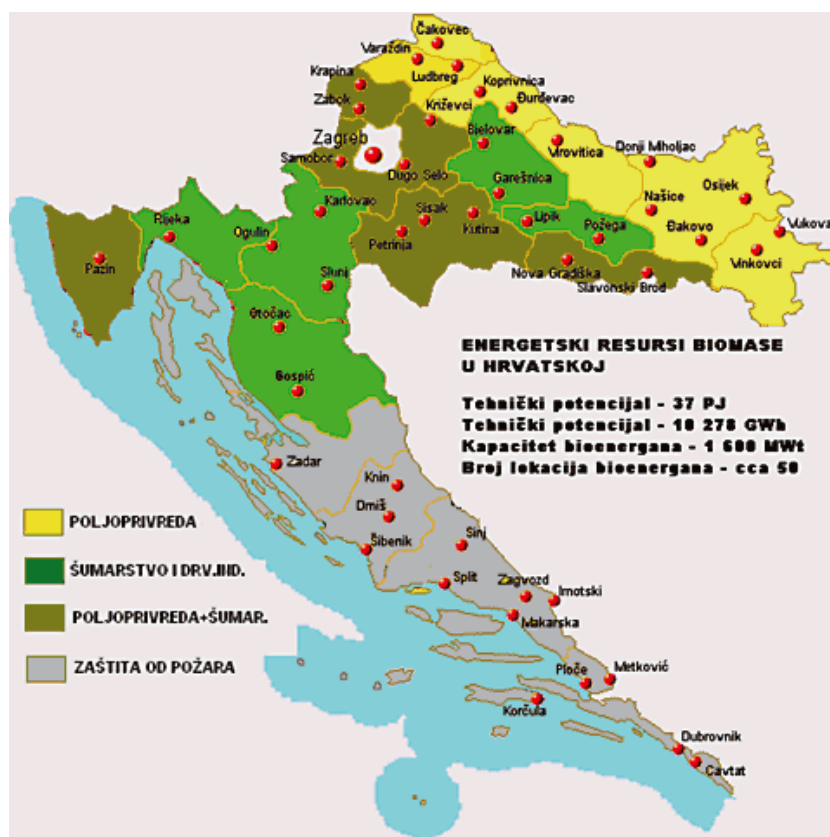 Čakovec
Varaždin
Ludbreg
Krapina
Koprivnica
Zabok
Đurđevac
Križevci
Bjelovar
Zagreb
Virovitica
Donji Miholjac
Samobor
Dugo Selo
Garešnica
Našice
Osijek
Karlovac
Sisak
Lipik
Požega
Vukova
Rijeka
Ogulin
Petrinja
Kutina
Đakovo
Vinkovci
Pazin
Slunj
Nova Gradiška
Slavonski Brod
Otočac
Gospić
ENERGETSKI RESURSI BIOMASE
U HRVATSKOJ
Tehnički potencijal - 37 PJ
Tehnički potencijal - 10 278 GWh
Kapacitet bioenergana - 1 600 MWt
Broj lokacija bioenergana - cca 50
Zadar
Knin
Drniš
Šibenik
Sinj
Split
Zagvozd
Imotski
Makarska
Ploče
Metković
Korčula
Dubrovnik
Cavtat
POLJOPRIVREDA
ŠUMARSTVO I DRV.IND.
POLJOPRIVREDA+ŠUMAR.
ZAŠTITA OD POŽARA